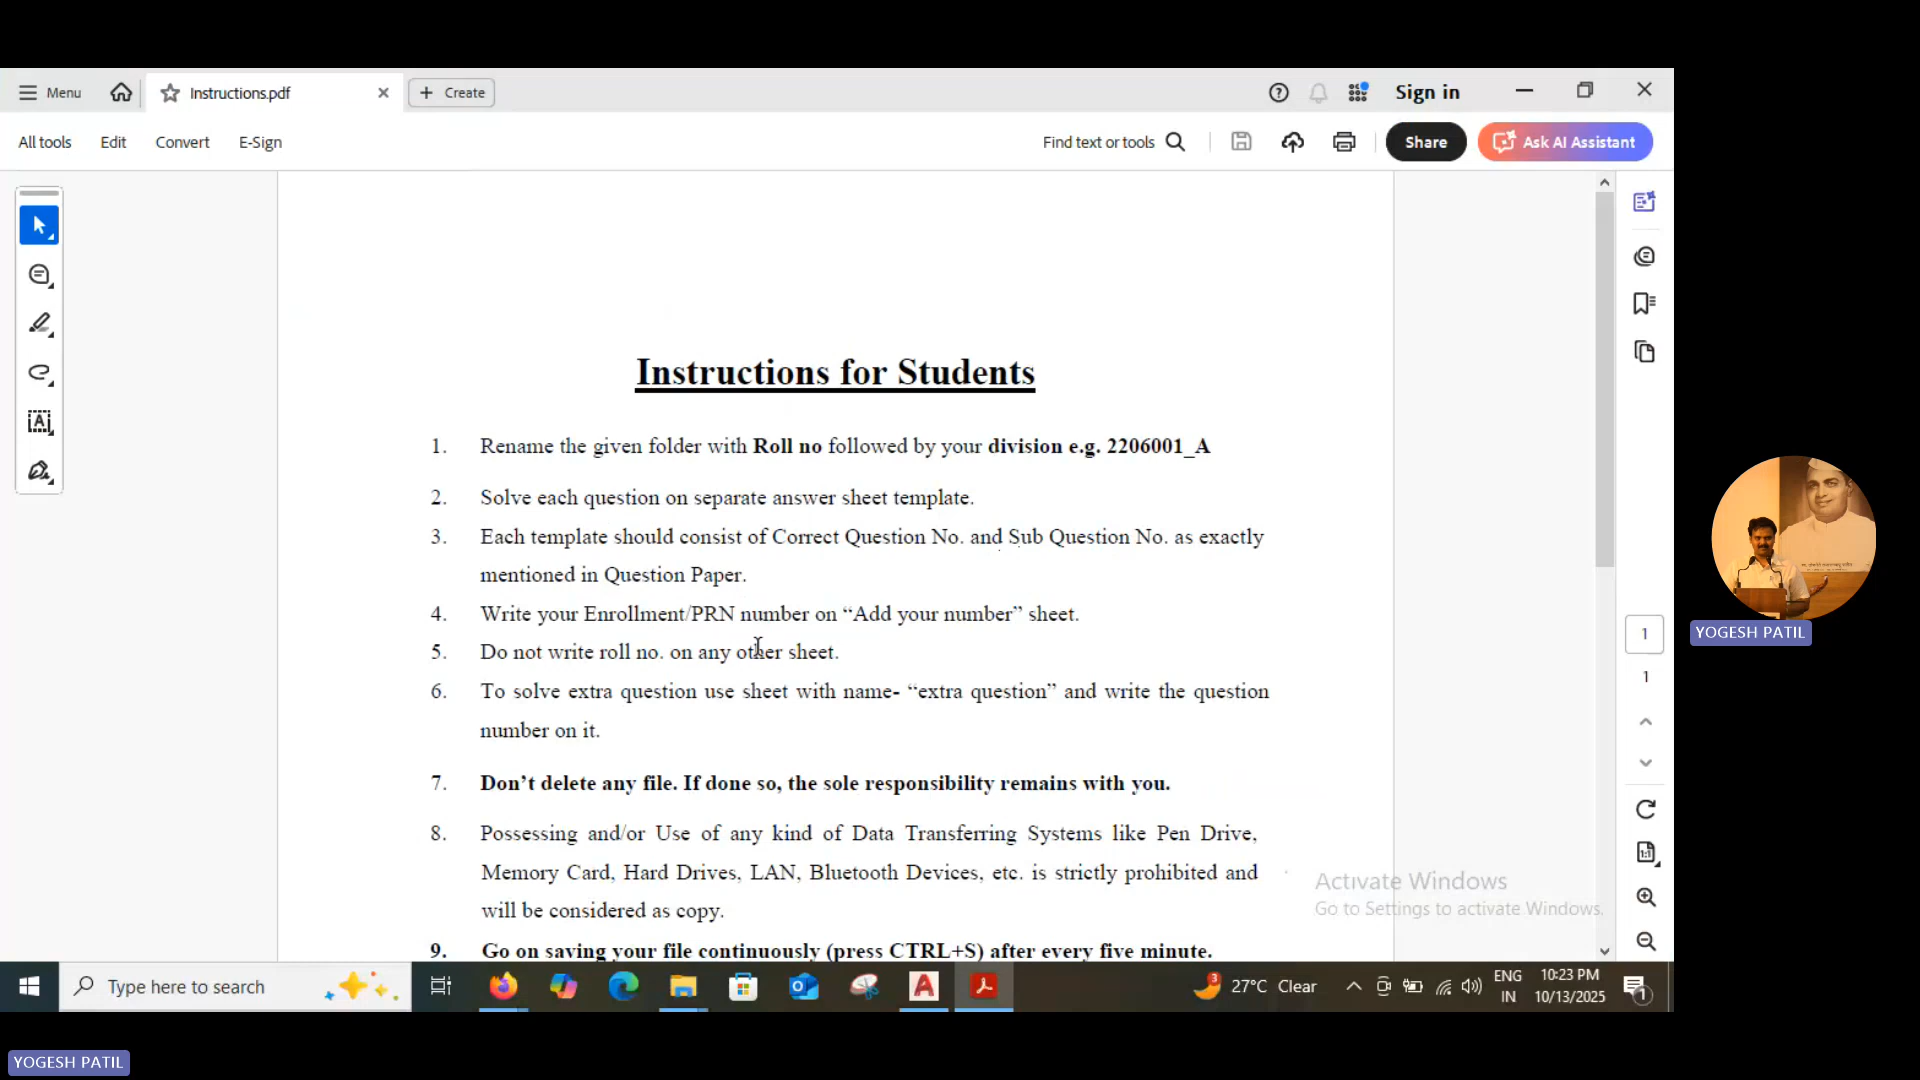 Menu
Instructions.pdf
Create
Sign in
All tools
Edit
Convert
E-Sign
Find text or tools
Share
Ask AI Assistant
Instructions for Students
1. Rename the given folder with Roll no followed by your division e.g. 2206001_A
2. Solve each question on separate answer sheet template.
3. Each template should consist of Correct Question No. and Sub Question No. as exactly
mentioned in Question Paper.
4. Write your Enrollment/PRN number on “Add your number” sheet.
5. Do not write roll no. on any other sheet.
6. To solve extra question use sheet with name- “extra question” and write the question
number on it.
7. Don’t delete any file. If done so, the sole responsibility remains with you.
8. Possessing and/or Use of any kind of Data Transferring Systems like Pen Drive,
Memory Card, Hard Drives, LAN, Bluetooth Devices, etc. is strictly prohibited and
will be considered as copy.
9. Go on saving your file continuously (press CTRL+S) after every five minute.
1
1
Activate Windows
Go to Settings to activate Windows.
YOGESH PATIL
Type here to search
3
27°C Clear
ENG
IN
10:23 PM
10/13/2025
1
YOGESH PATIL